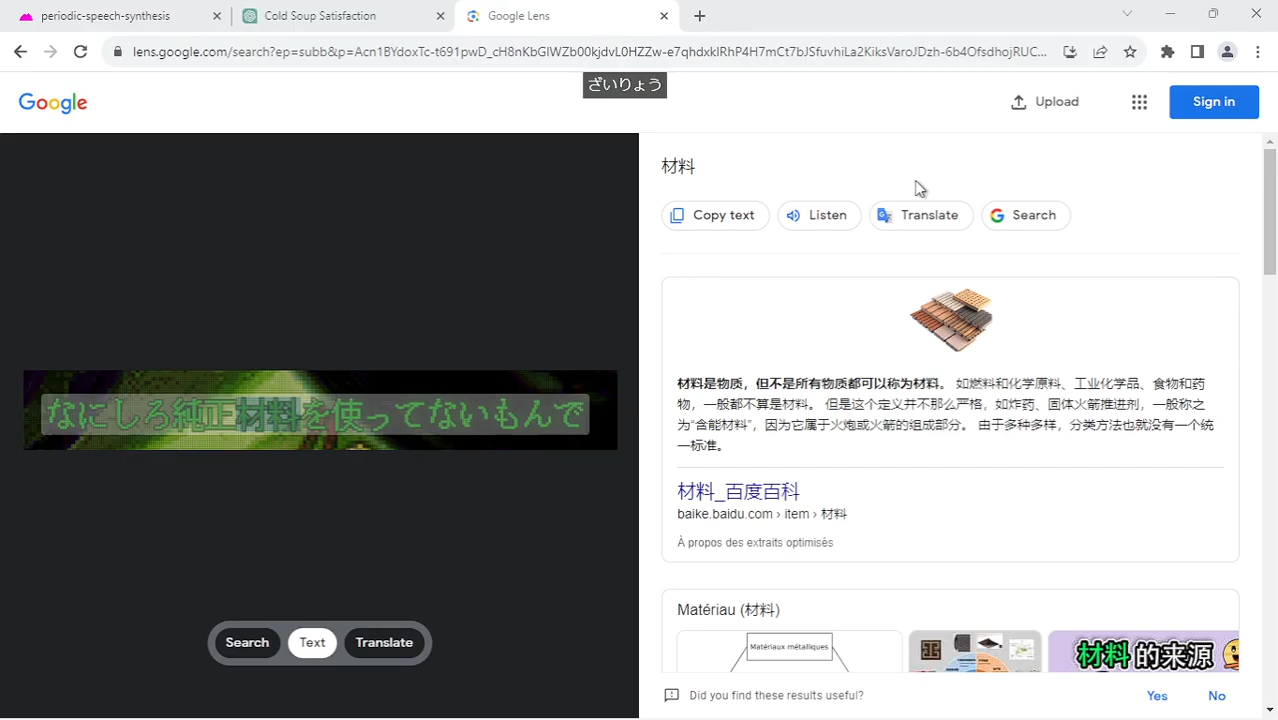 periodic-speech-synthesis
Cold Soup Satisfaction
Google Lens
lens.google.com/search?ep=subb&p=Acn1BYdoxTc-t691pwD_cH8nKbGlWZb00kjdvL0HZZw-e7qhdxklRhP4H7mCt7bJSfuvhiLa2KiksVaroJDzh-6b4OfsdhojRUC...
ざいりょう
Google
Upload
Sign in
材料
Copy text
Listen
Translate
Search
材料是物质，但不是所有物质都可以称为材料。 如燃料和化学原料、工业化学品、食物和药
物，一般都不算是材料。 但是这个定义并不那么严格，如炸药、固体火箭推进剂，一般称之
为“含能材料”，因为它属于火炮或火箭的组成部分。 由于多种多样，分类方法也就没有一个统
一标准。
材料_百度百科
baike.baidu.com › item › 材料
À propos des extraits optimisés
Matériau (材料)
Matériaux métalliques
材料的来源
Did you find these results useful?
Yes
No
なにしろ純正材料を使ってないもんで
Search
Text
Translate